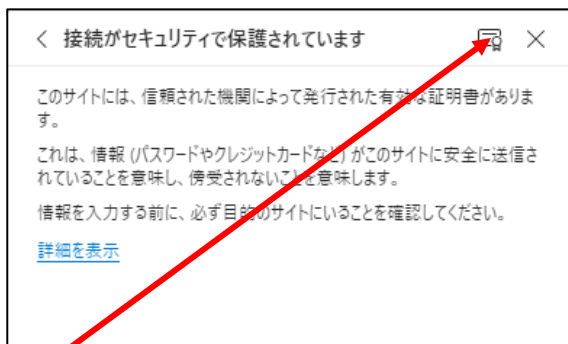 接続がセキュリティで保護されています
このサイトには、信頼された機関によって発行された有効な証明書がありま
す。
これは、情報 (パスワードやクレジットカードなど) がこのサイトに安全に送信さ
れていることを意味し、傍受されないことを意味します。
情報を入力する前に、必ず目的のサイトにいることを確認してください。
詳細を表示